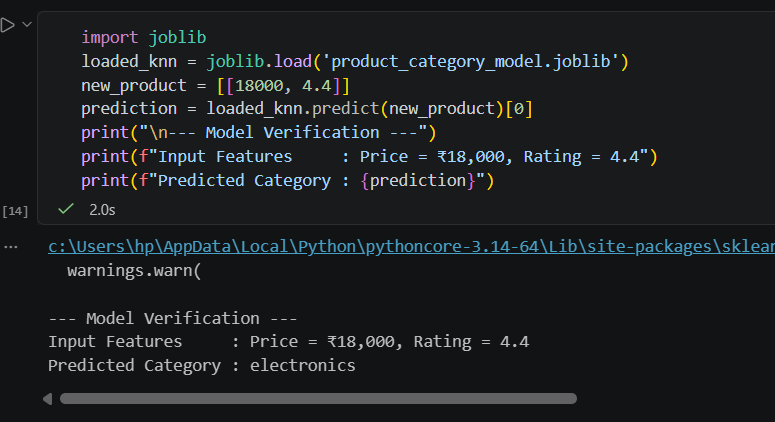 import joblib
loaded_knn = joblib.load('product_category_model.joblib')
new_product = [[18000, 4.4]]
prediction = loaded_knn.predict(new_product)[0]
print("\n--- Model Verification ---")
print(f"Input Features     : Price = ₹18,000, Rating = 4.4")
print(f"Predicted Category : {prediction}")
[14]
2.0s
...
c:\Users\hp\AppData\Local\Python\pythoncore-3.14-64\Lib\site-packages\sklear
  warnings.warn(
--- Model Verification ---
Input Features     : Price = ₹18,000, Rating = 4.4
Predicted Category : electronics